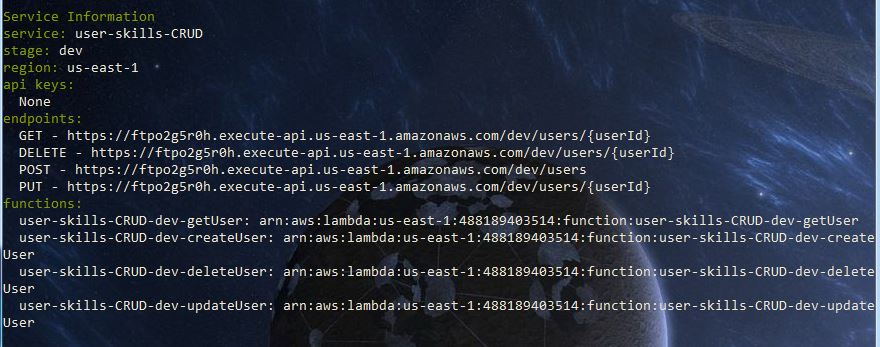 Service Information
service: user-skills-CRUD
stage: dev
region: us-east-1
api keys:
  None
endpoints:
  GET - https://ftpo2g5r0h.execute-api.us-east-1.amazonaws.com/dev/users/{userId}
  DELETE - https://ftpo2g5r0h.execute-api.us-east-1.amazonaws.com/dev/users/{userId}
  POST - https://ftpo2g5r0h.execute-api.us-east-1.amazonaws.com/dev/users
  PUT - https://ftpo2g5r0h.execute-api.us-east-1.amazonaws.com/dev/users/{userId}
functions:
  user-skills-CRUD-dev-getUser: arn:aws:lambda:us-east-1:488189403514:function:user-skills-CRUD-dev-getUser
  user-skills-CRUD-dev-createUser: arn:aws:lambda:us-east-1:488189403514:function:user-skills-CRUD-dev-create
User
  user-skills-CRUD-dev-deleteUser: arn:aws:lambda:us-east-1:488189403514:function:user-skills-CRUD-dev-delete
User
  user-skills-CRUD-dev-updateUser: arn:aws:lambda:us-east-1:488189403514:function:user-skills-CRUD-dev-update
User